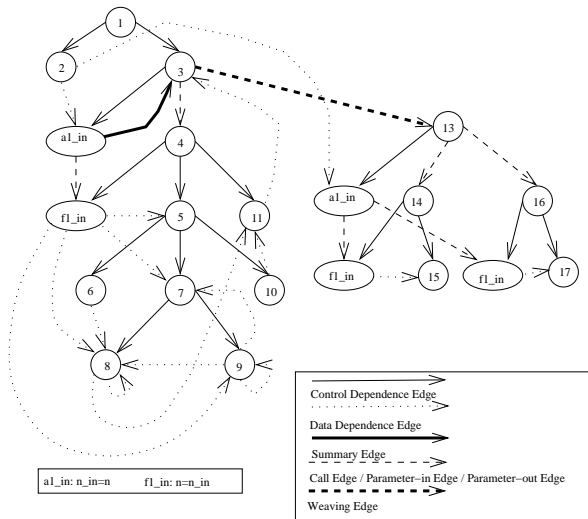 1
2
3
13
a1_in
4
a1_in
14
16
f1_in
5
11
6
7
10
f1_in
15
f1_in
17
8
9
Control Dependence Edge
Data Dependence Edge
Summary Edge
Call Edge / Parameter−in Edge / Parameter−out Edge
Weaving Edge
a1_in: n_in=n f1_in: n=n_in